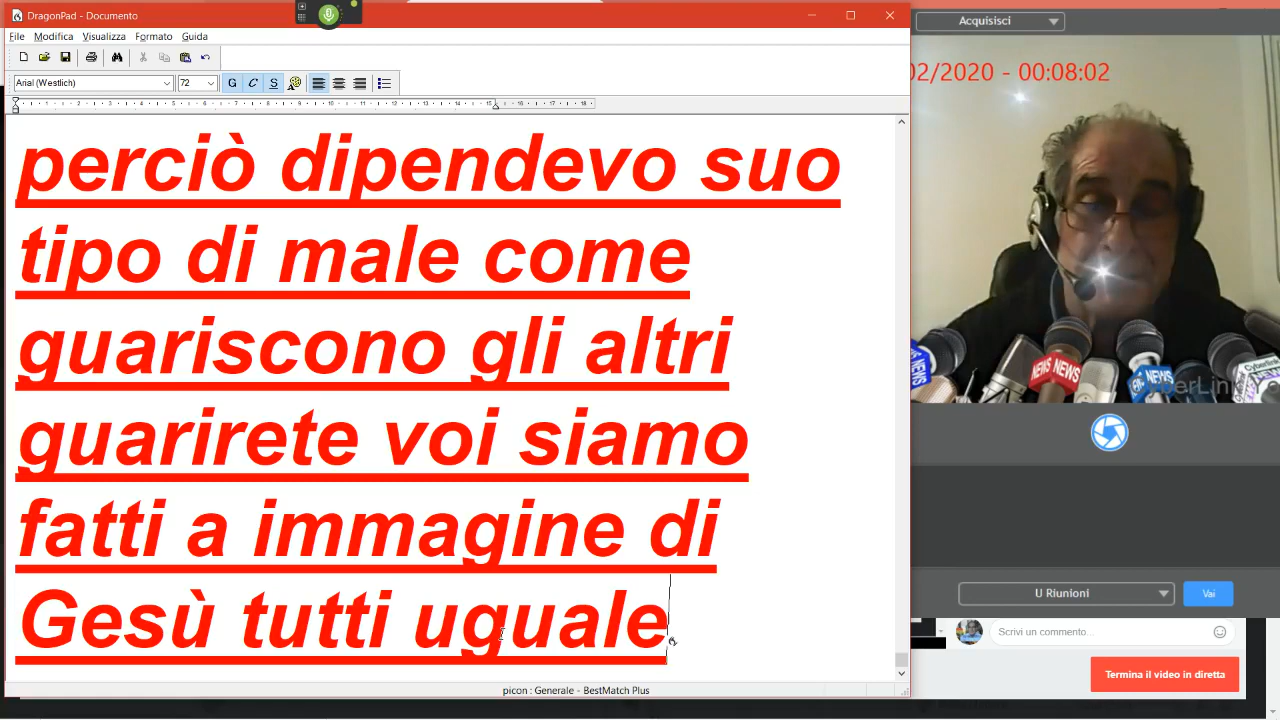 DragonPad - Documento
File Modifica Visualizza Formato Guida
Arial (Westlich) 72 G C S
perciò dipendevo suo
tipo di male come
guariscono gli altri
guarirete voi siamo
fatti a immagine di
Gesù tutti uguale
picon : Generale - BestMatch Plus
Acquisisci
02/2020 - 00:08:02
NEWS NEWS
NEWS
CyberLink
U Riunioni
Vai
Scrivi un commento...
Termina il video in diretta